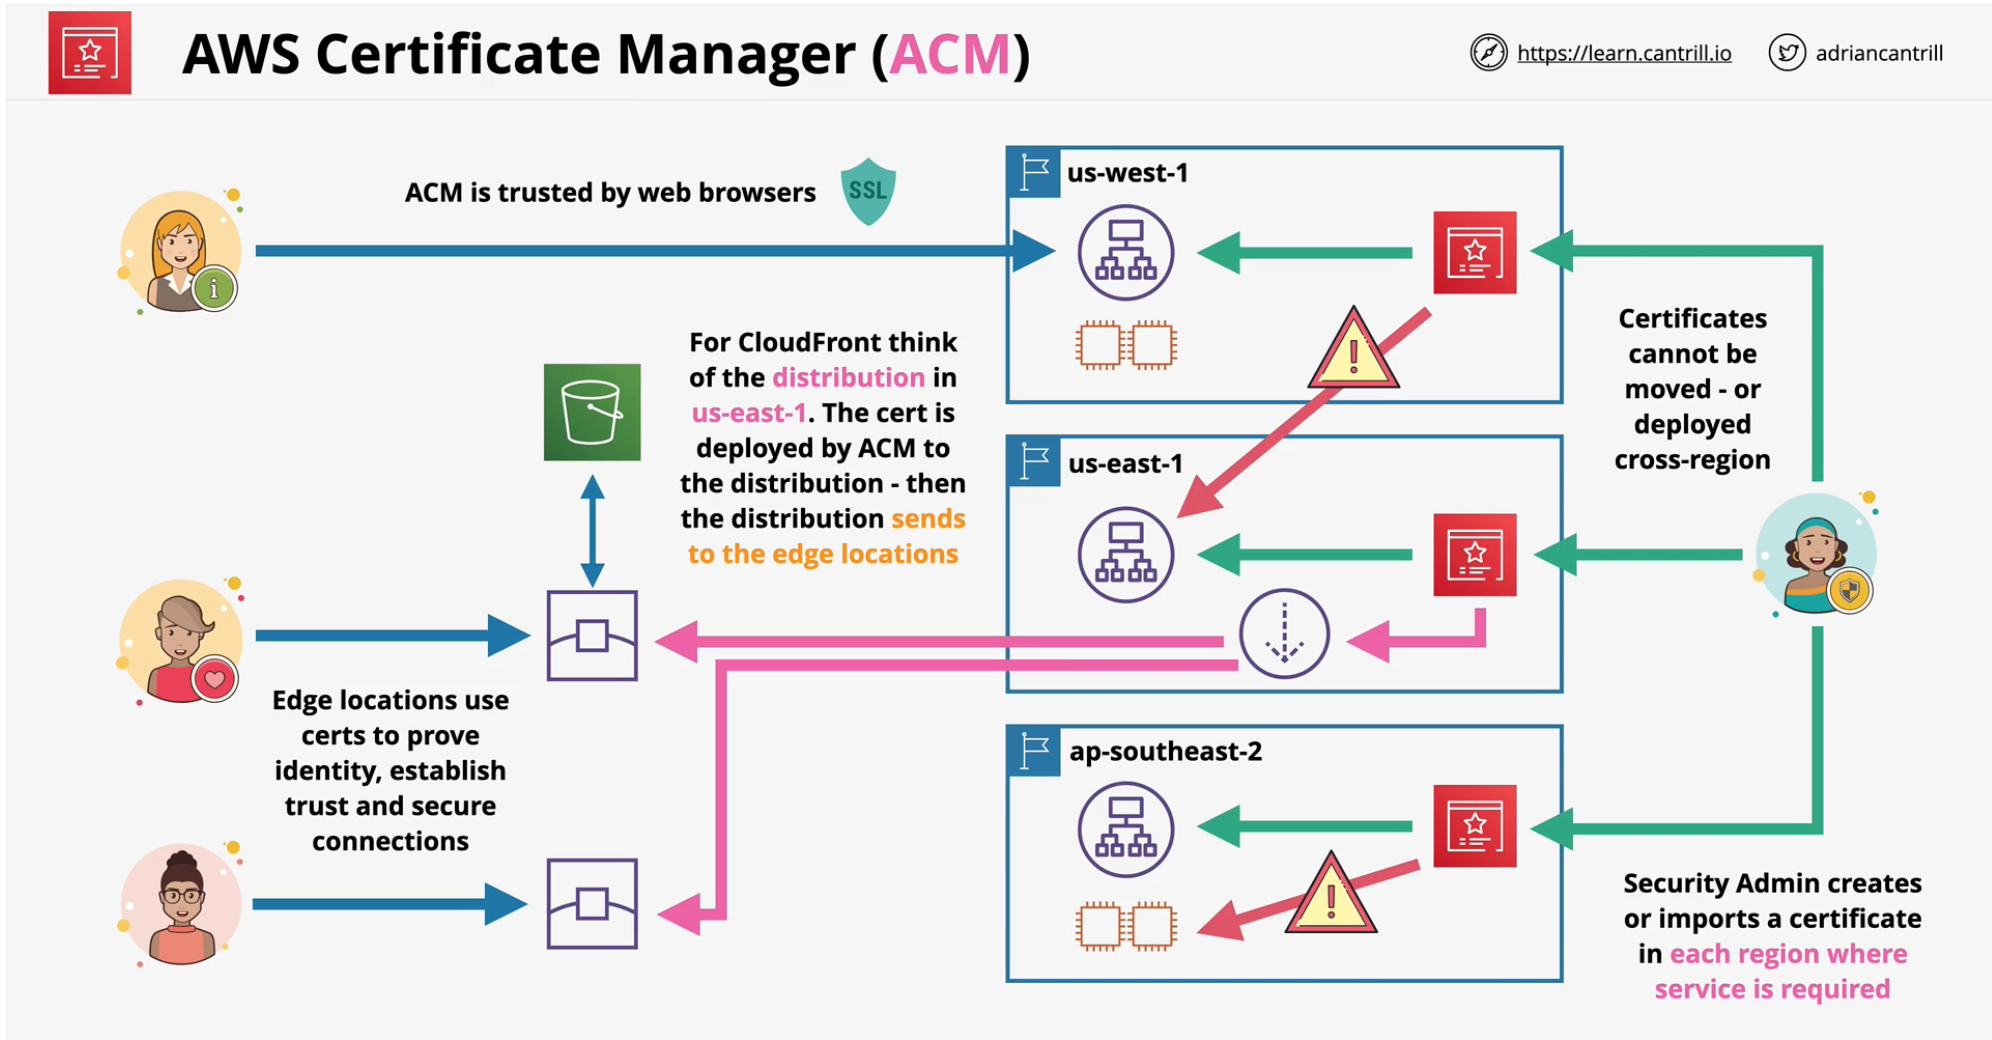 AWS Certificate Manager (ACM)
https://learn.cantrill.io
adriancantrill
ACM is trusted by web browsers
SSL
us-west-1
For CloudFront think
of the distribution in
us-east-1. The cert is
deployed by ACM to
the distribution - then
the distribution sends
to the edge locations
Certificates
cannot be
moved - or
deployed
cross-region
us-east-1
Edge locations use
certs to prove
identity, establish
trust and secure
connections
ap-southeast-2
Security Admin creates
or imports a certificate
in each region where
service is required